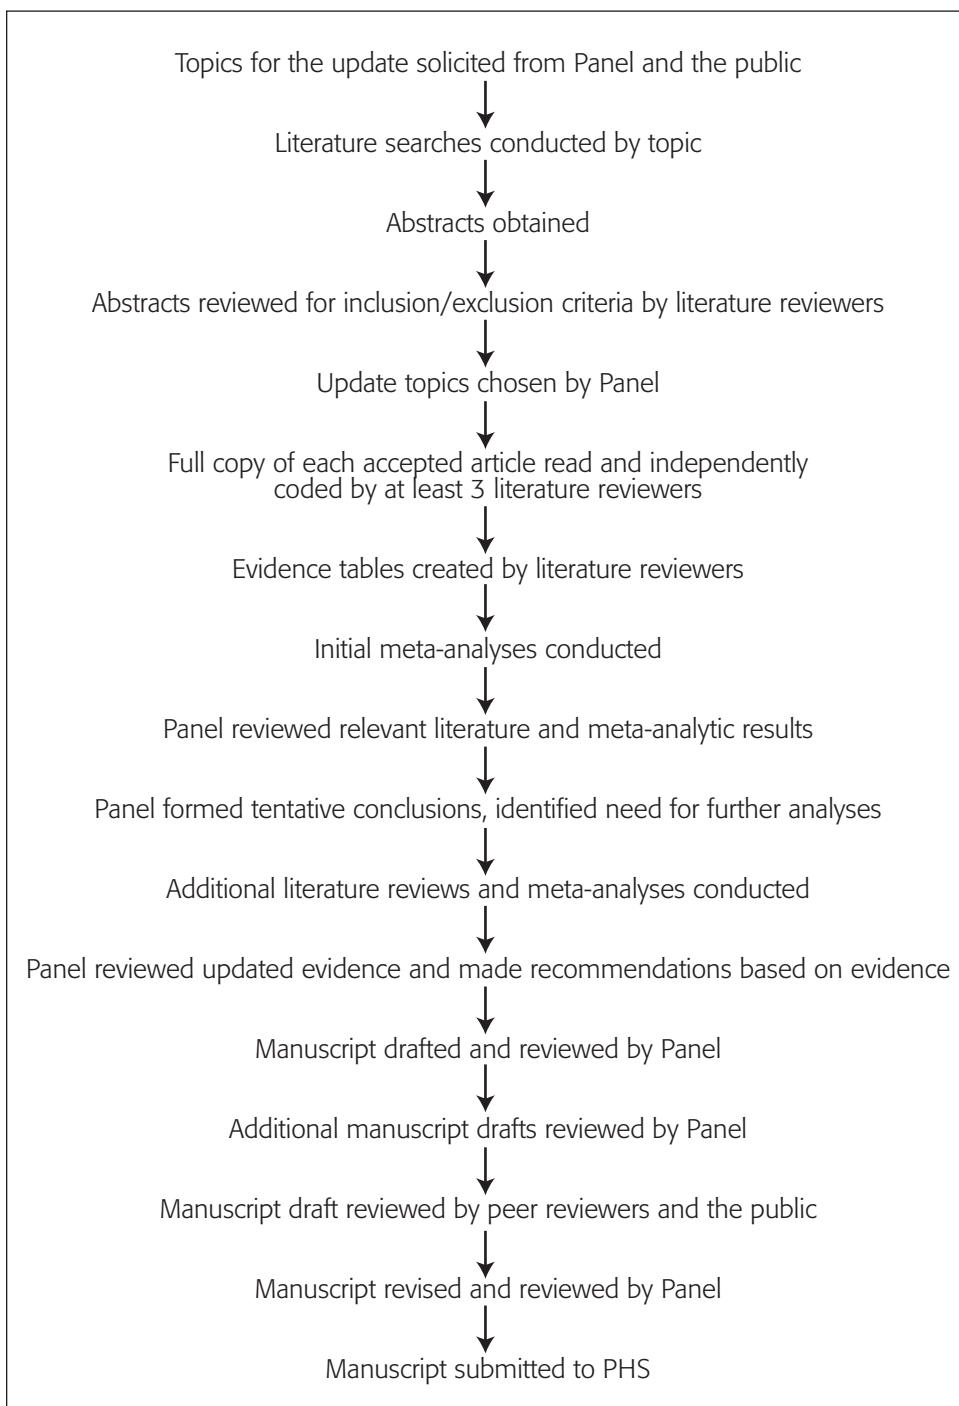 Topics for the update solicited from Panel and the public
Literature searches conducted by topic
Abstracts obtained
Abstracts reviewed for inclusion/exclusion criteria by literature reviewers
Update topics chosen by Panel
Full copy of each accepted article read and independently
coded by at least 3 literature reviewers
Evidence tables created by literature reviewers
Initial meta-analyses conducted
Panel reviewed relevant literature and meta-analytic results
Panel formed tentative conclusions, identified need for further analyses
Additional literature reviews and meta-analyses conducted
Panel reviewed updated evidence and made recommendations based on evidence
Manuscript drafted and reviewed by Panel
Additional manuscript drafts reviewed by Panel
Manuscript draft reviewed by peer reviewers and the public
Manuscript revised and reviewed by Panel
Manuscript submitted to PHS